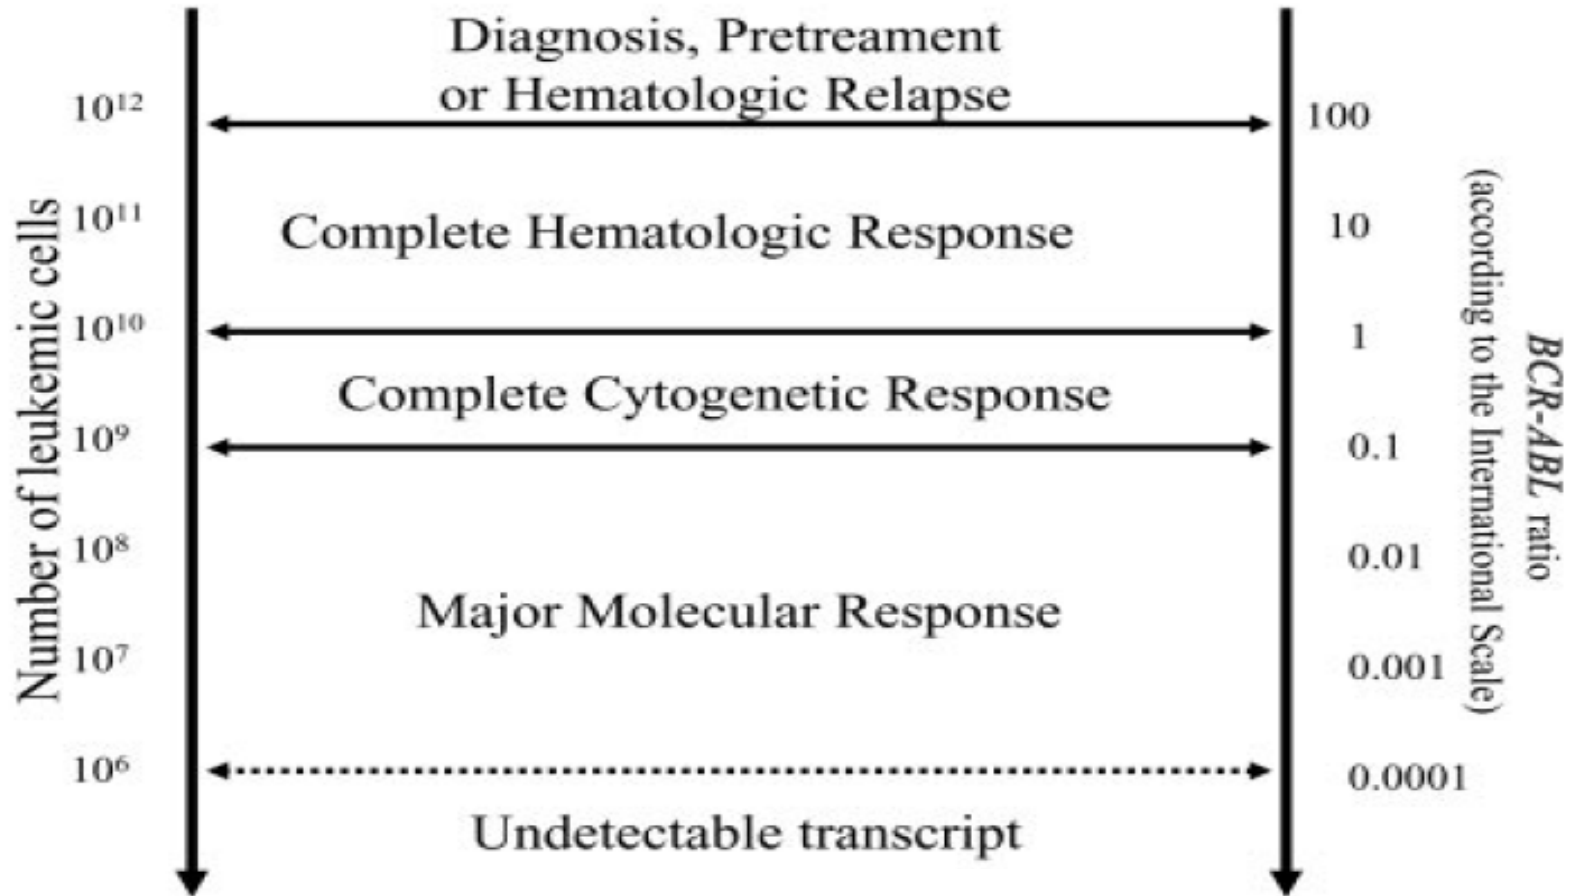 Diagnosis, Pretreament
or Hematologic Relapse
10¹²
100
10¹¹
Complete Hematologic Response
10
10¹⁰
1
Complete Cytogenetic Response
10⁹
0.1
10⁸
0.01
Major Molecular Response
10⁷
0.001
10⁶
0.0001
Undetectable transcript
Number of leukemic cells
BCR-ABL ratio
(according to the International Scale)